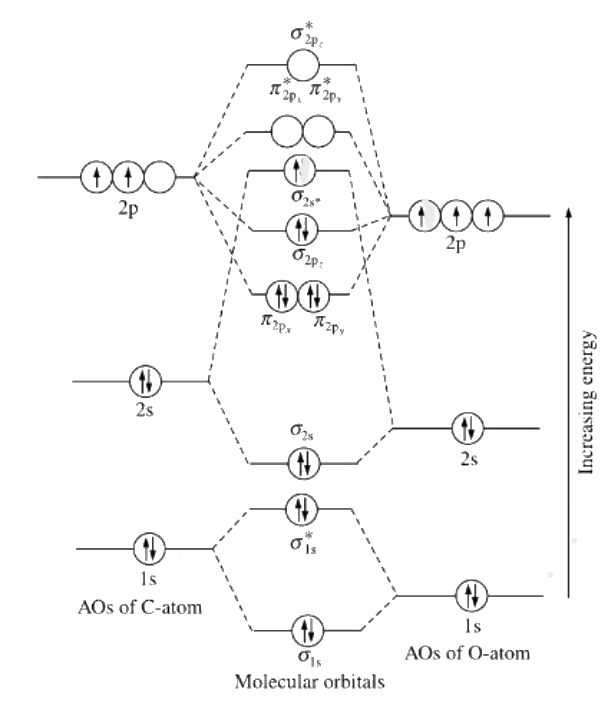 σ*2pz
π*2px π*2py
2p
σ2s*
2p
σ2pz
π2px π2py
2s
σ2s
2s
Increasing energy
σ*1s
1s
AOs of C-atom
1s
σ1s
AOs of O-atom
Molecular orbitals